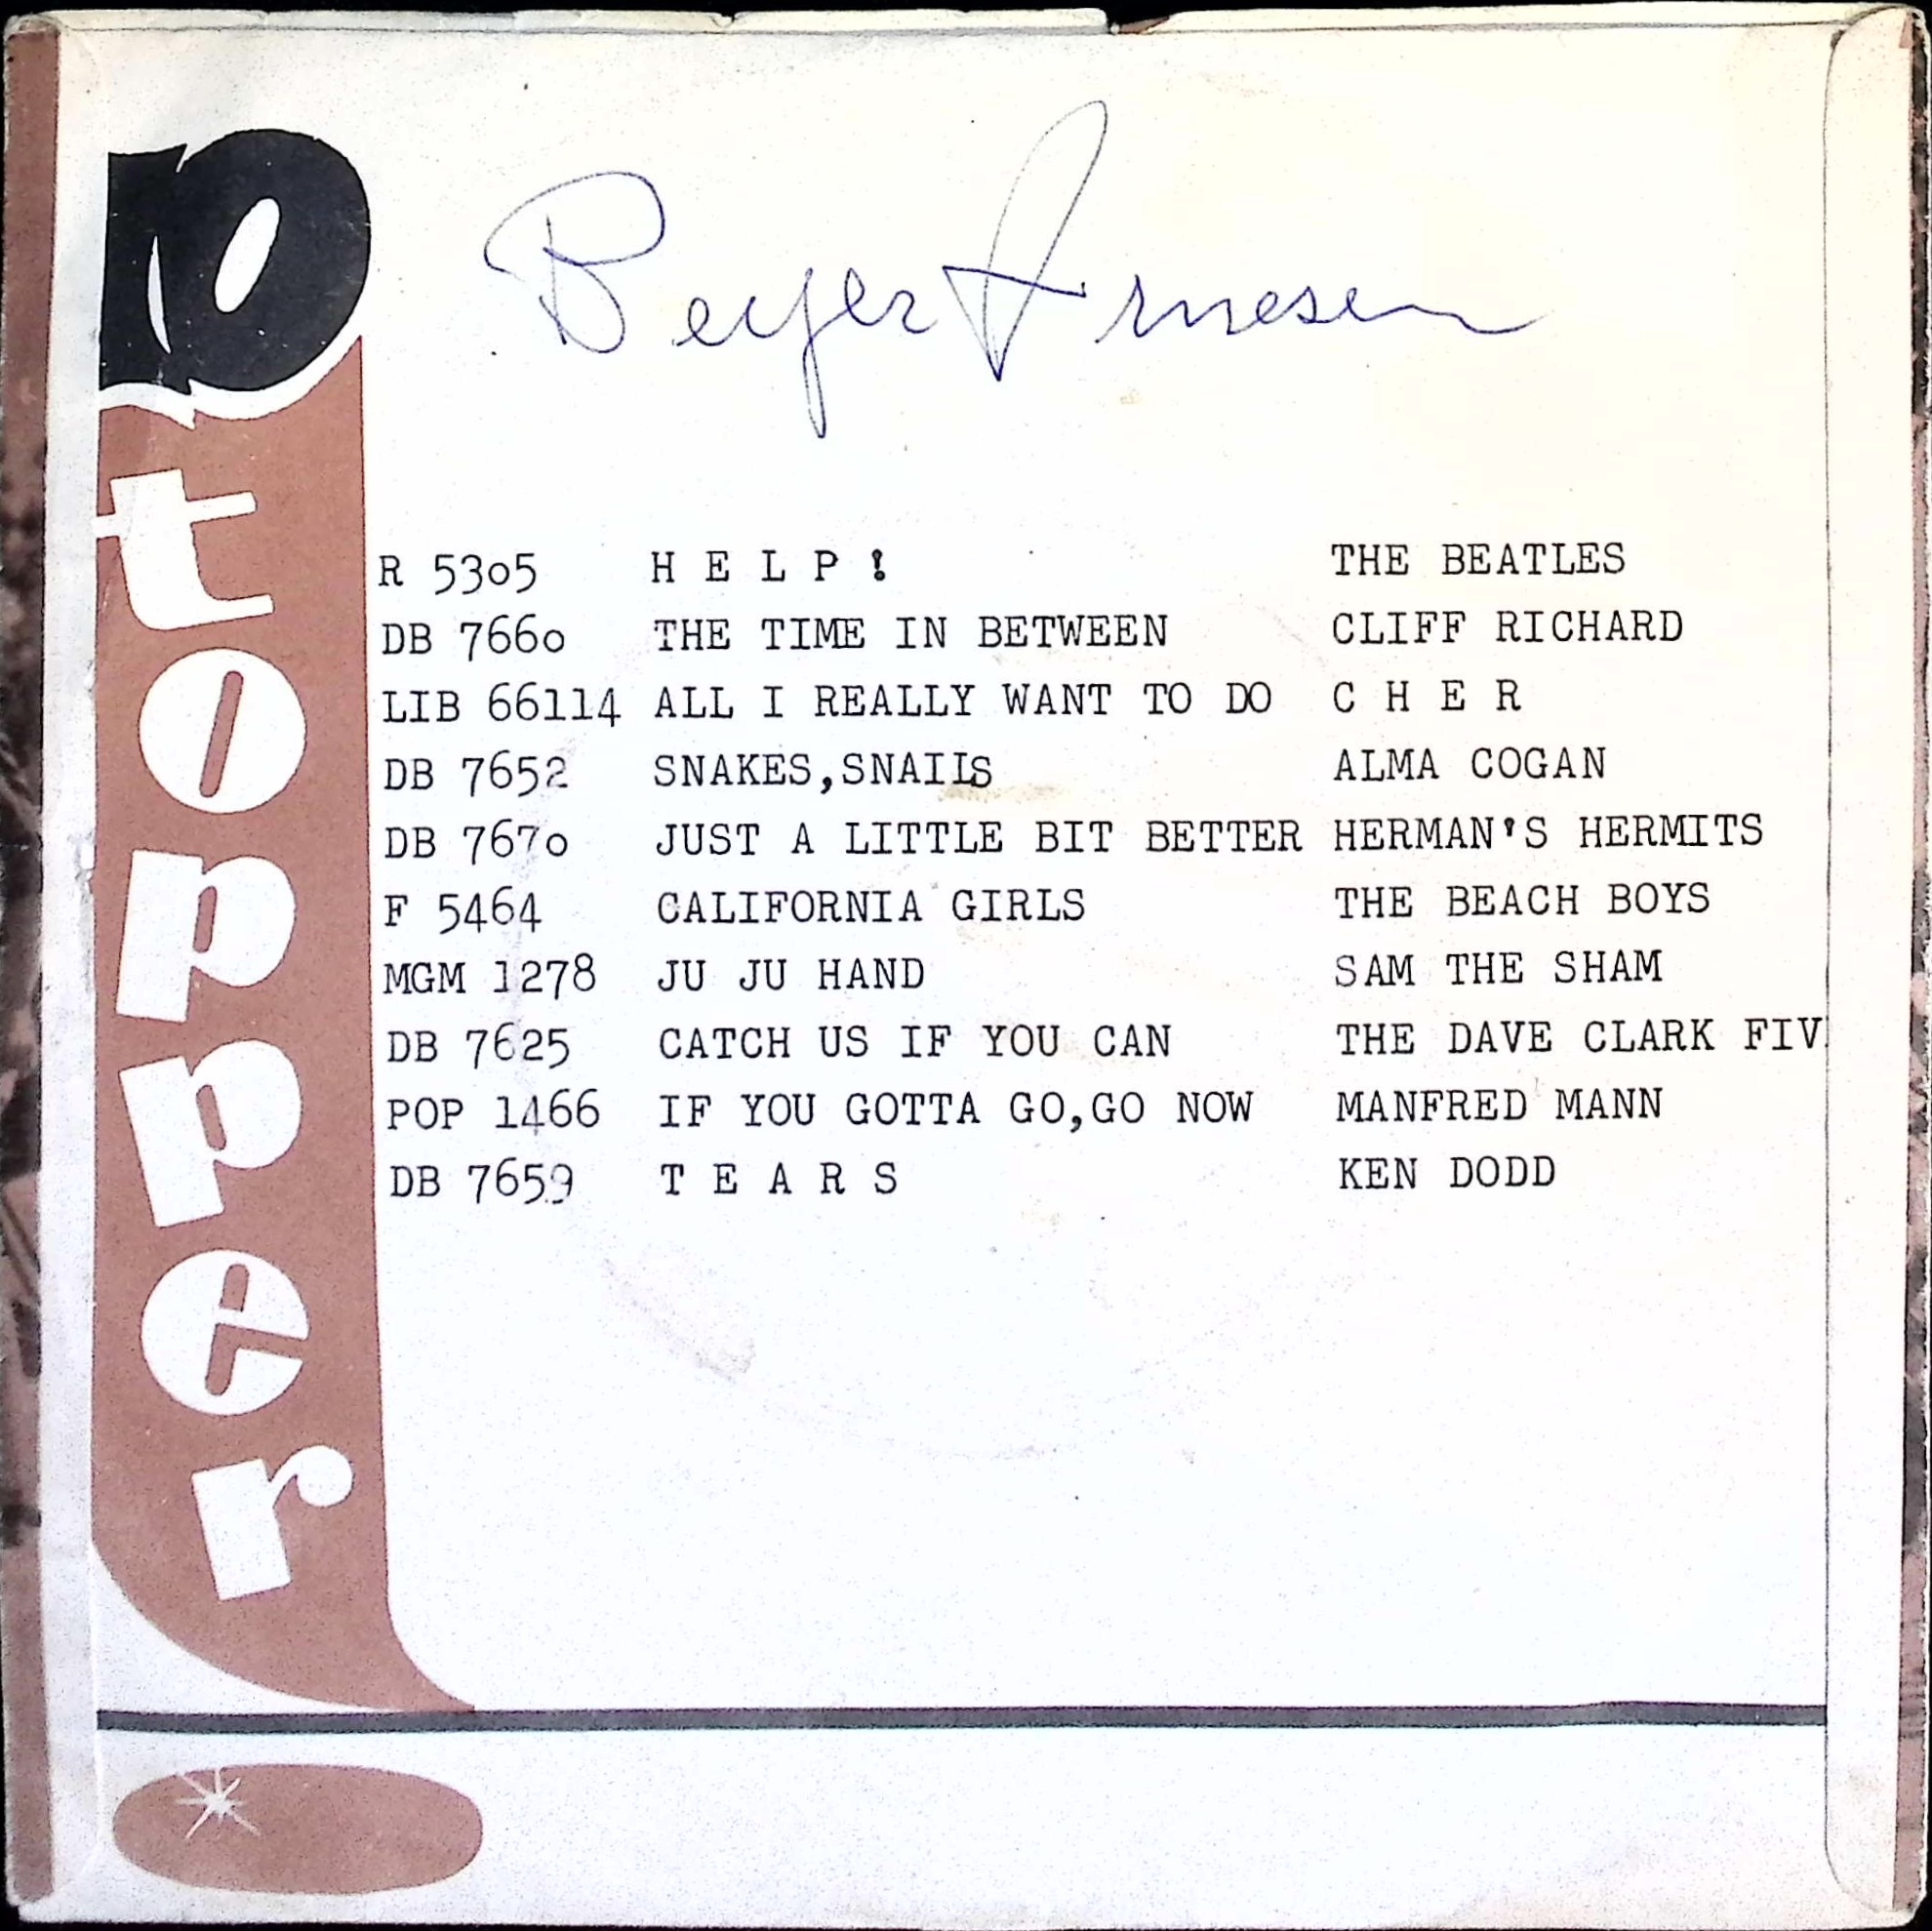 10
topper
Beyer Arnesen
R 5305 H E L P ! THE BEATLES
DB 7660 THE TIME IN BETWEEN CLIFF RICHARD
LIB 66114 ALL I REALLY WANT TO DO C H E R
DB 7652 SNAKES,SNAILS ALMA COGAN
DB 7670 JUST A LITTLE BIT BETTER HERMAN'S HERMITS
F 5464 CALIFORNIA GIRLS THE BEACH BOYS
MGM 1278 JU JU HAND SAM THE SHAM
DB 7625 CATCH US IF YOU CAN THE DAVE CLARK FIV
POP 1466 IF YOU GOTTA GO,GO NOW MANFRED MANN
DB 7659 T E A R S KEN DODD